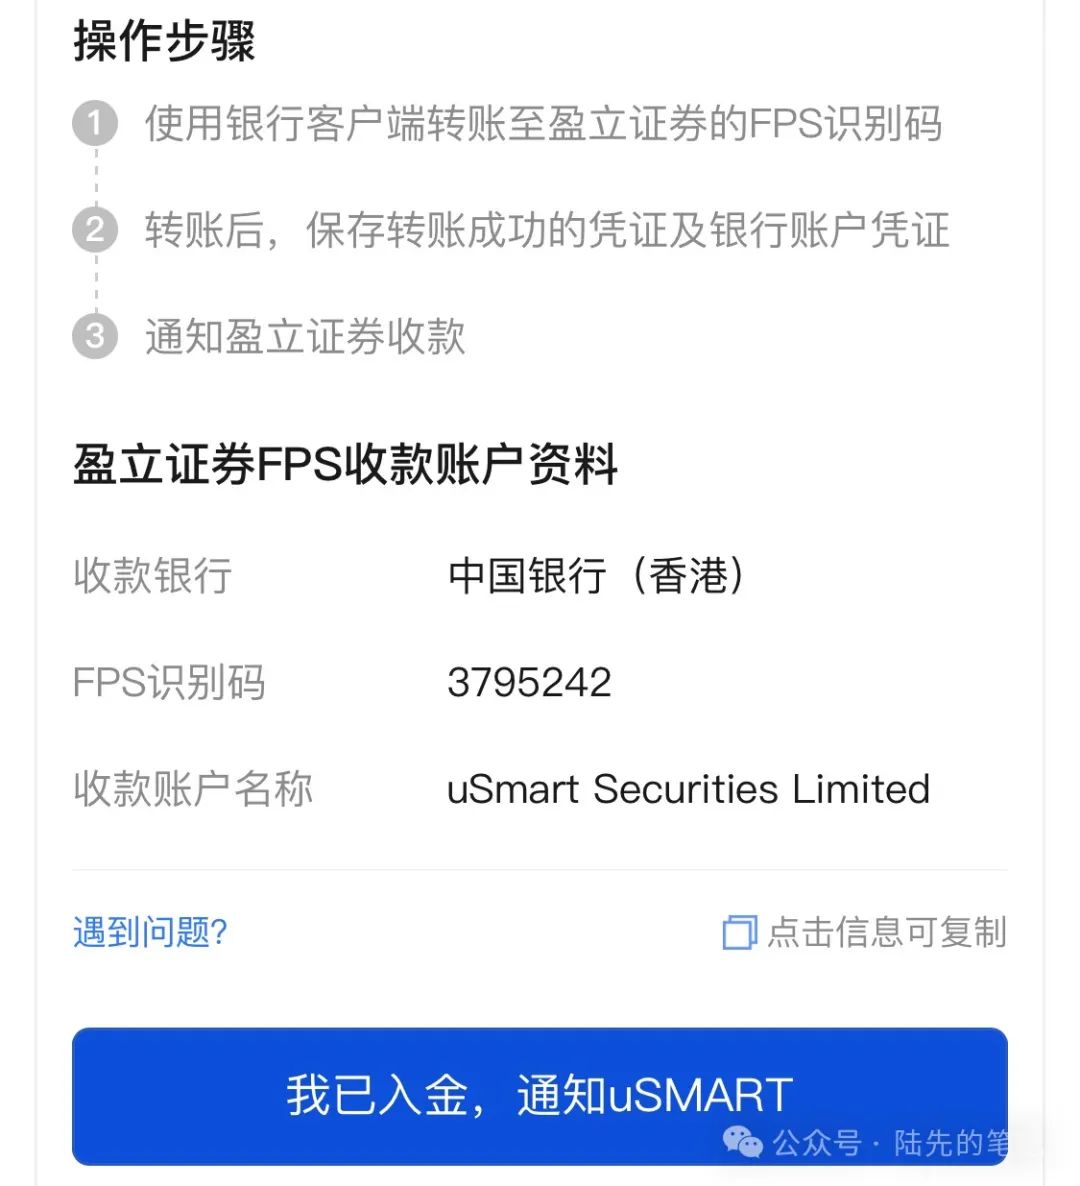 操作步骤
1 使用银行客户端转账至盈立证券的FPS识别码
2 转账后，保存转账成功的凭证及银行账户凭证
3 通知盈立证券收款
盈立证券FPS收款账户资料
收款银行 中国银行（香港）
FPS识别码 3795242
收款账户名称 uSmart Securities Limited
遇到问题? 点击信息可复制
我已入金，通知uSMART
公众号 · 陆先的笔